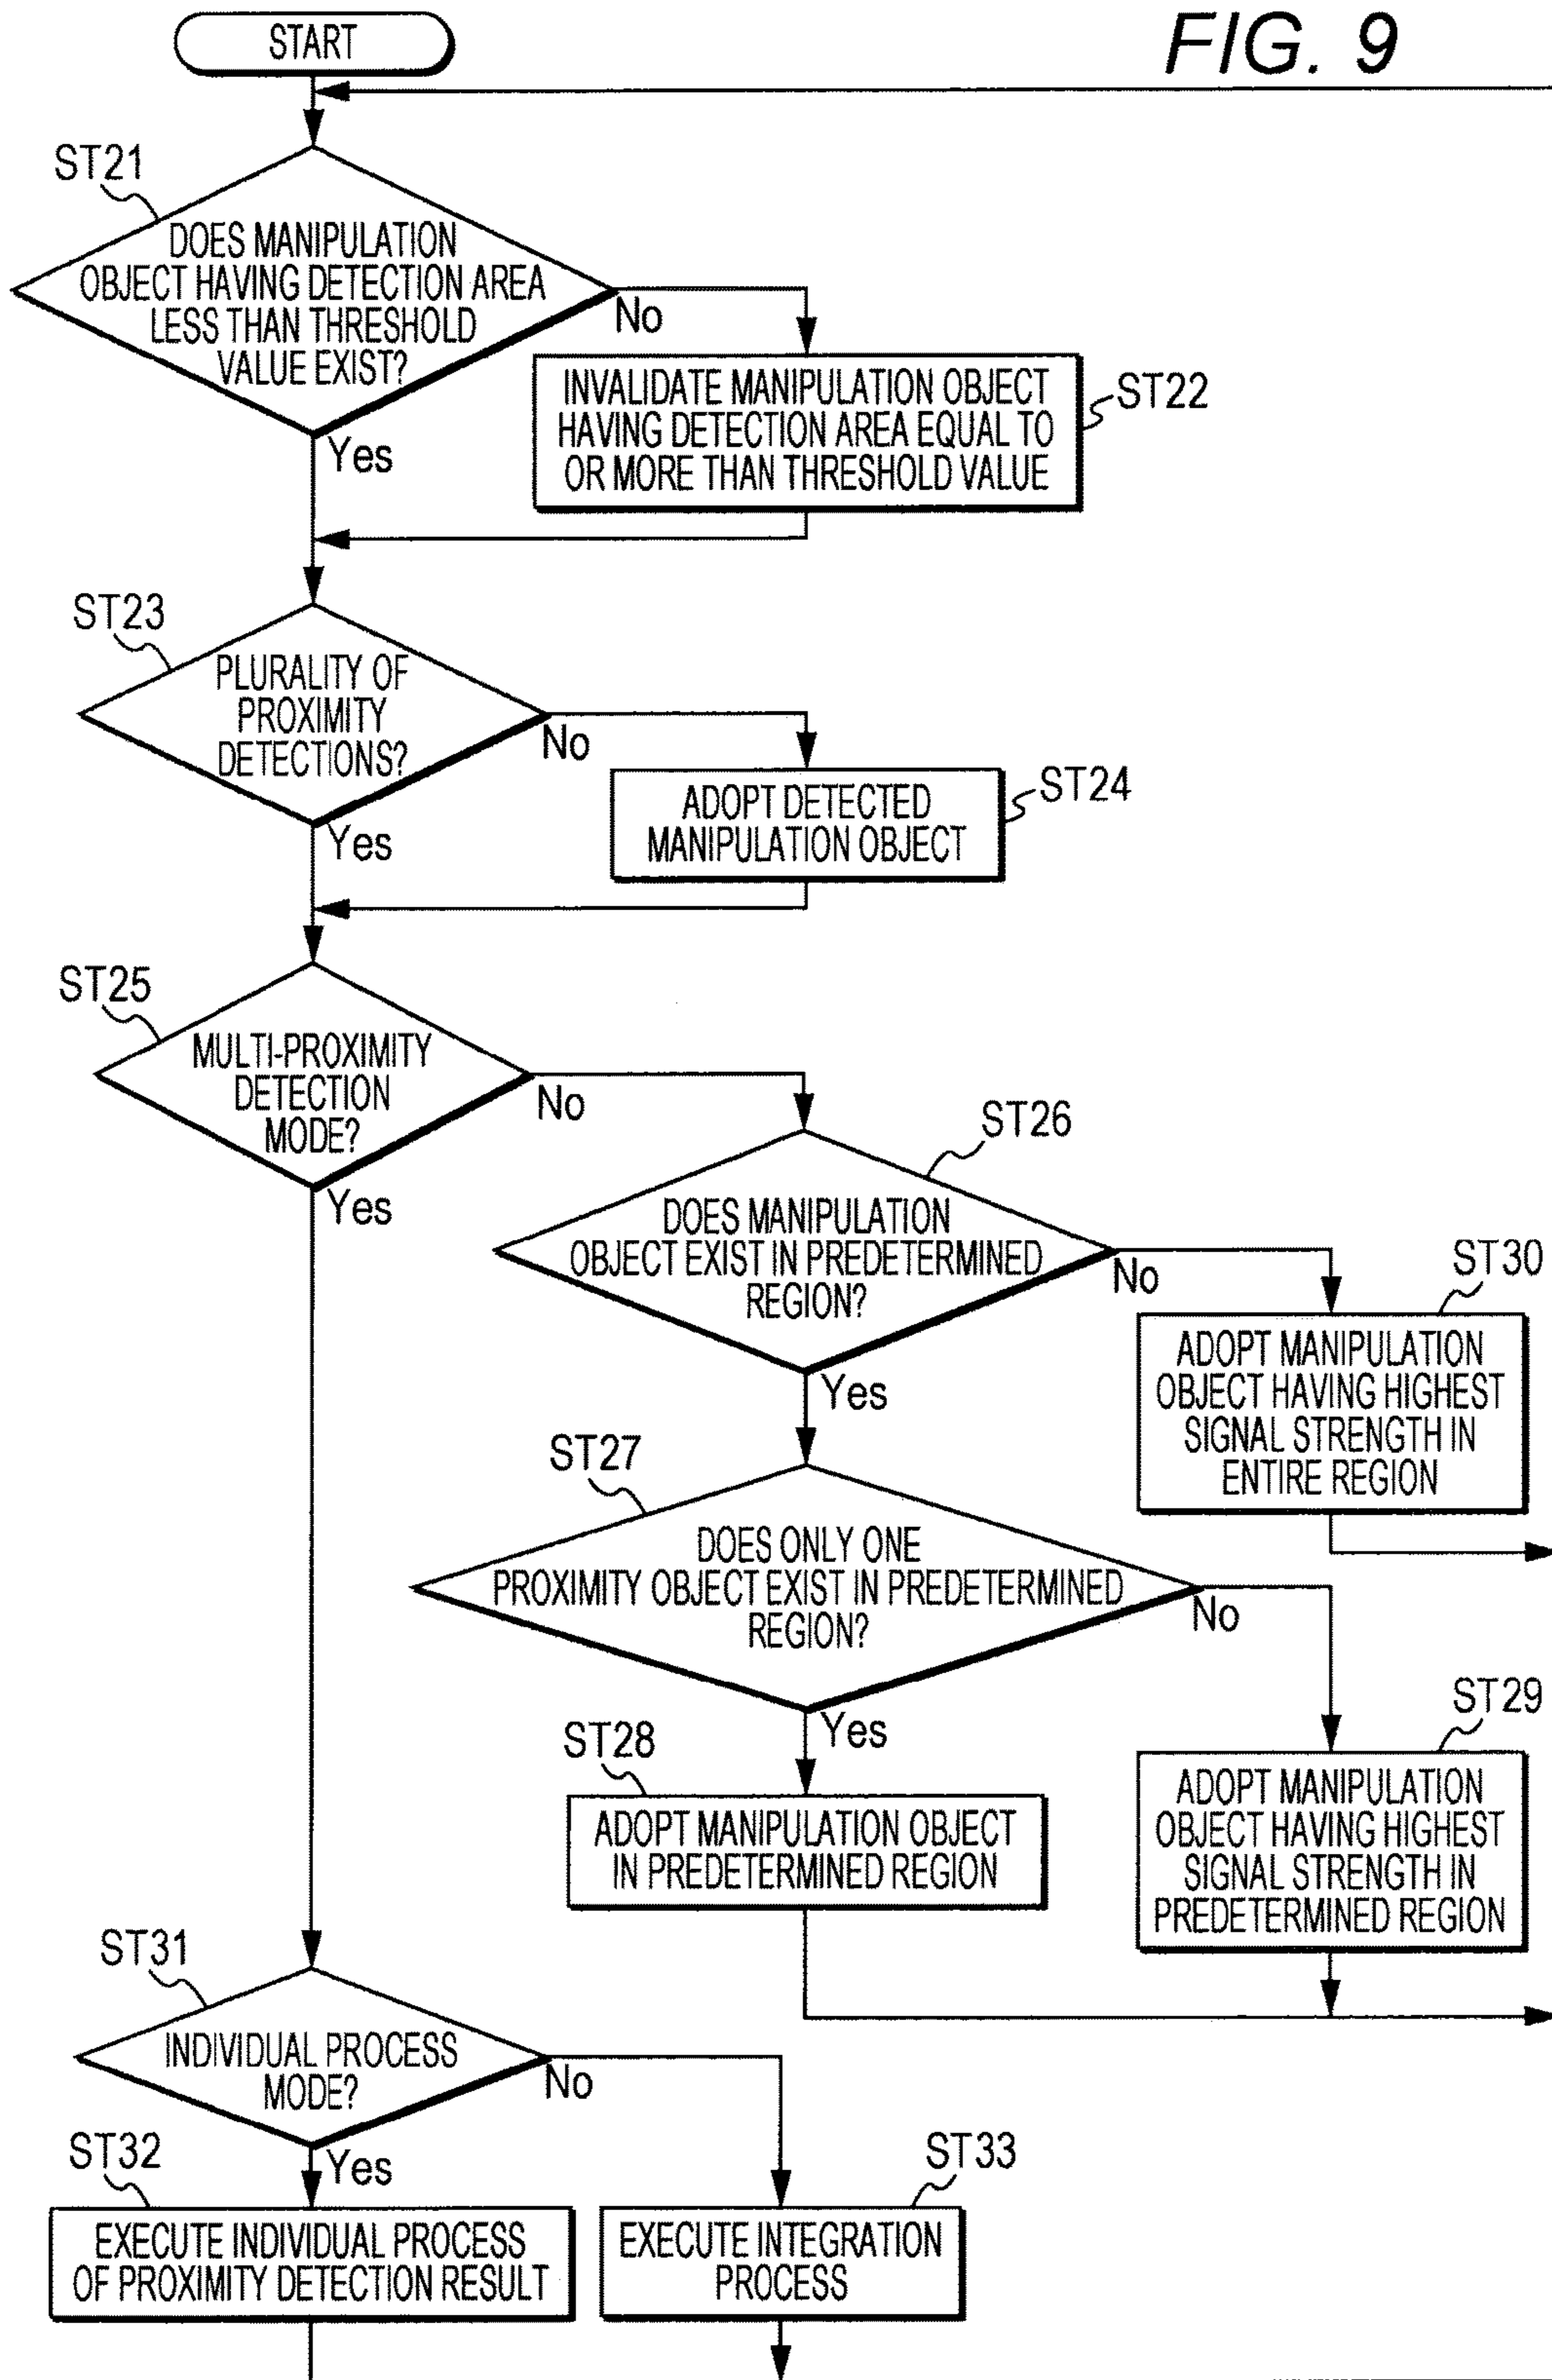 FIG. 9
START
ST21
DOES MANIPULATION
OBJECT HAVING DETECTION AREA
LESS THAN THRESHOLD
VALUE EXIST?
No
Yes
INVALIDATE MANIPULATION OBJECT
HAVING DETECTION AREA EQUAL TO
OR MORE THAN THRESHOLD VALUE
ST22
ST23
PLURALITY OF
PROXIMITY
DETECTIONS?
No
Yes
ADOPT DETECTED
MANIPULATION OBJECT
ST24
ST25
MULTI-PROXIMITY
DETECTION
MODE?
No
Yes
ST26
DOES MANIPULATION
OBJECT EXIST IN PREDETERMINED
REGION?
No
Yes
ST30
ADOPT MANIPULATION
OBJECT HAVING HIGHEST
SIGNAL STRENGTH IN
ENTIRE REGION
ST27
DOES ONLY ONE
PROXIMITY OBJECT EXIST IN PREDETERMINED
REGION?
No
Yes
ST28
ADOPT MANIPULATION OBJECT
IN PREDETERMINED REGION
ST29
ADOPT MANIPULATION
OBJECT HAVING HIGHEST
SIGNAL STRENGTH IN
PREDETERMINED REGION
ST31
INDIVIDUAL PROCESS
MODE?
No
Yes
ST32
EXECUTE INDIVIDUAL PROCESS
OF PROXIMITY DETECTION RESULT
ST33
EXECUTE INTEGRATION
PROCESS